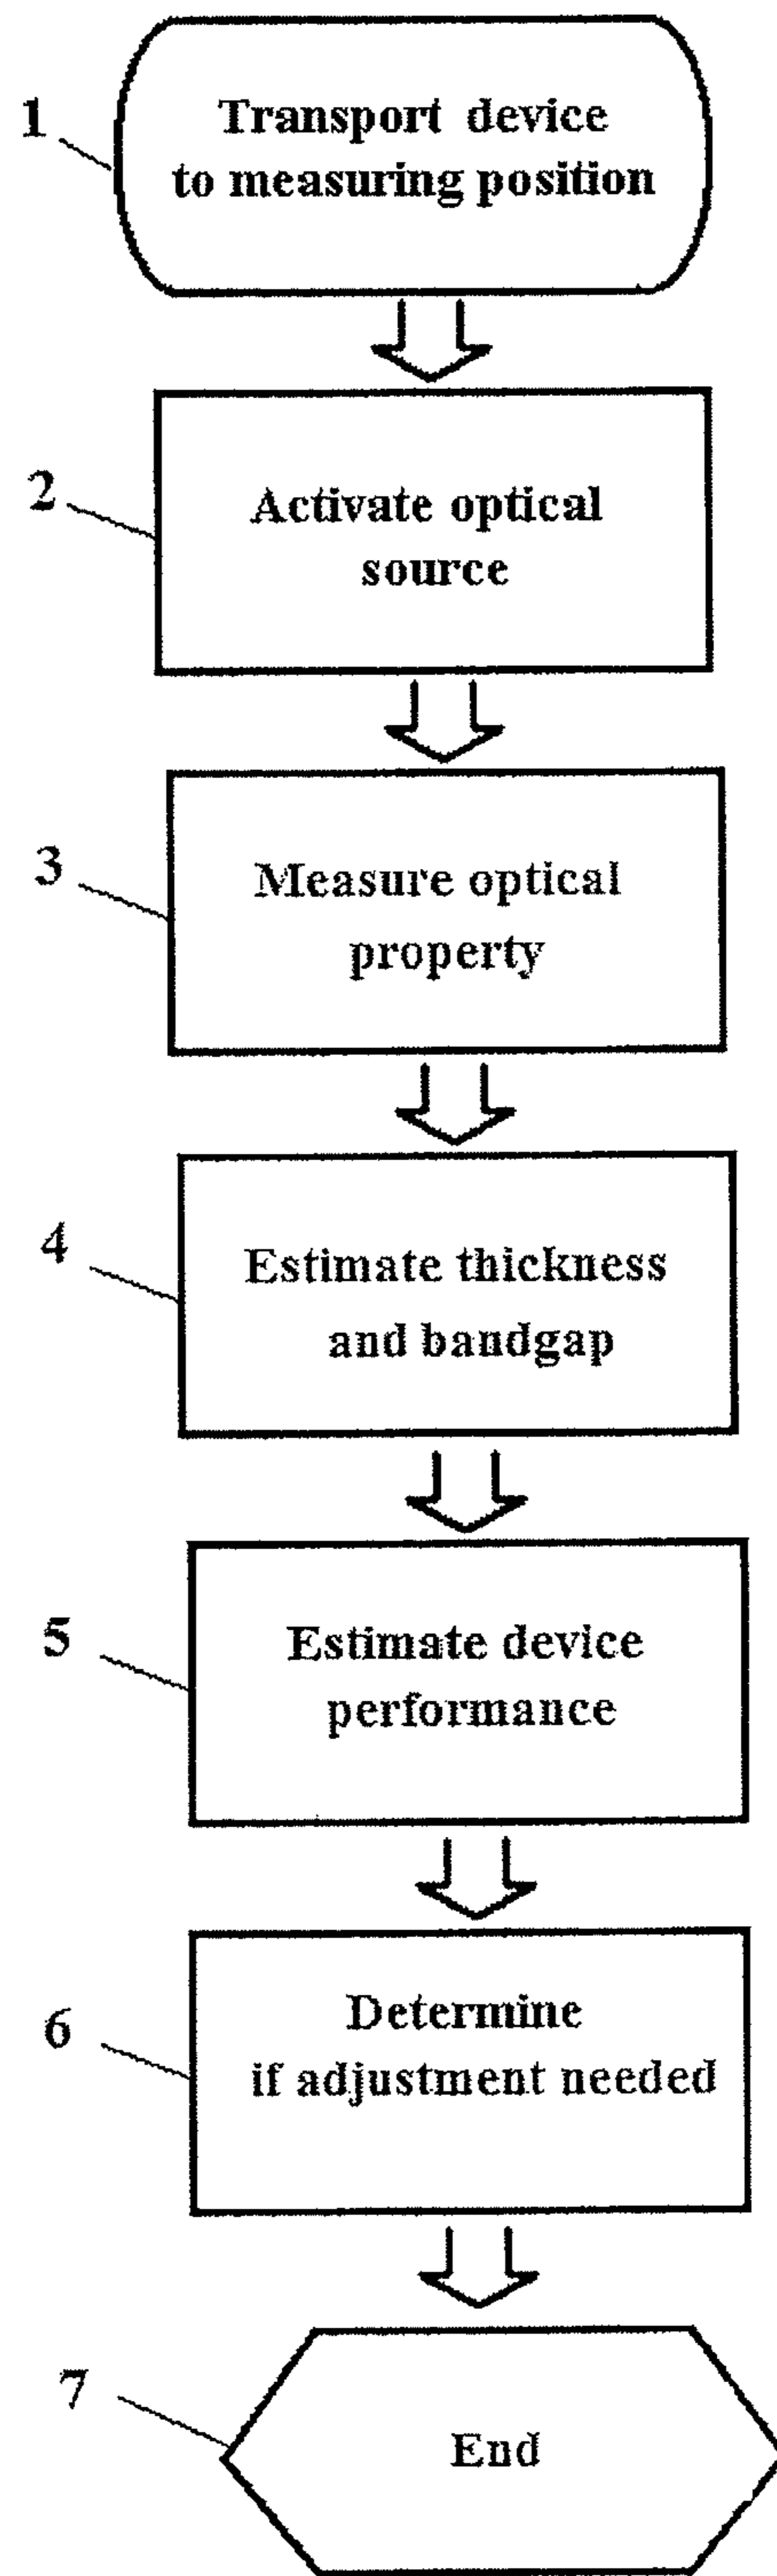 1
Transport device
to measuring position
2
Activate optical
source
3
Measure optical
property
4
Estimate thickness
and bandgap
5
Estimate device
performance
6
Determine
if adjustment needed
7
End